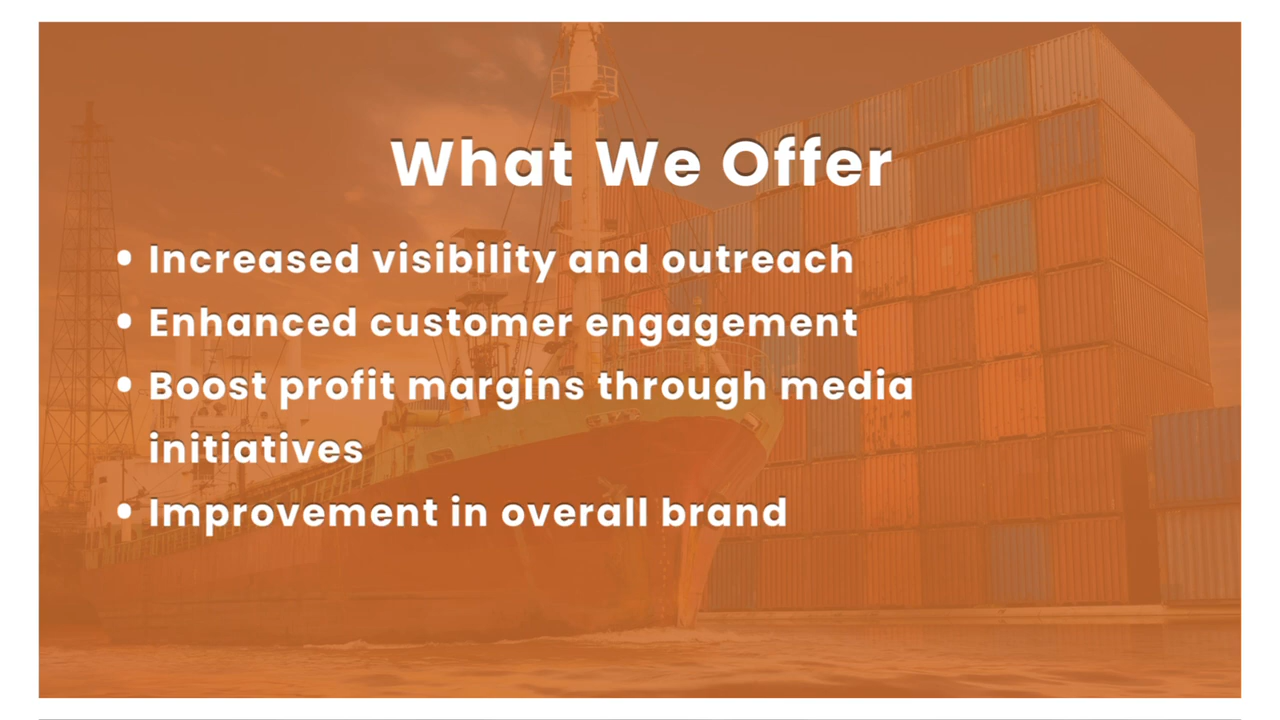 What We Offer
• Increased visibility and outreach
• Enhanced customer engagement
• Boost profit margins through media
initiatives
• Improvement in overall brand